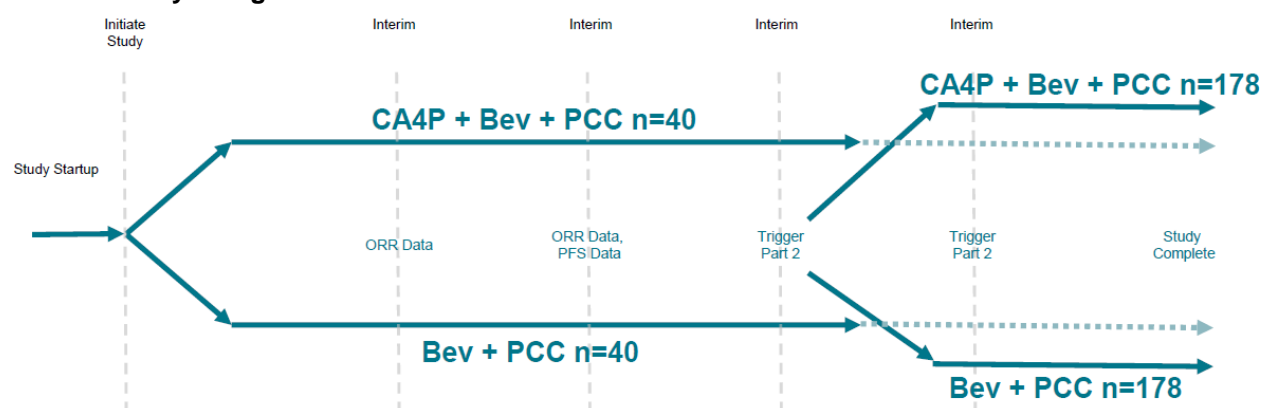 Initiate
Study
Interim
Interim
Interim
Interim
CA4P + Bev + PCC n=178
CA4P + Bev + PCC n=40
Study Startup
ORR Data
ORR Data,
PFS Data
Trigger
Part 2
Trigger
Part 2
Study
Complete
Bev + PCC n=40
Bev + PCC n=178